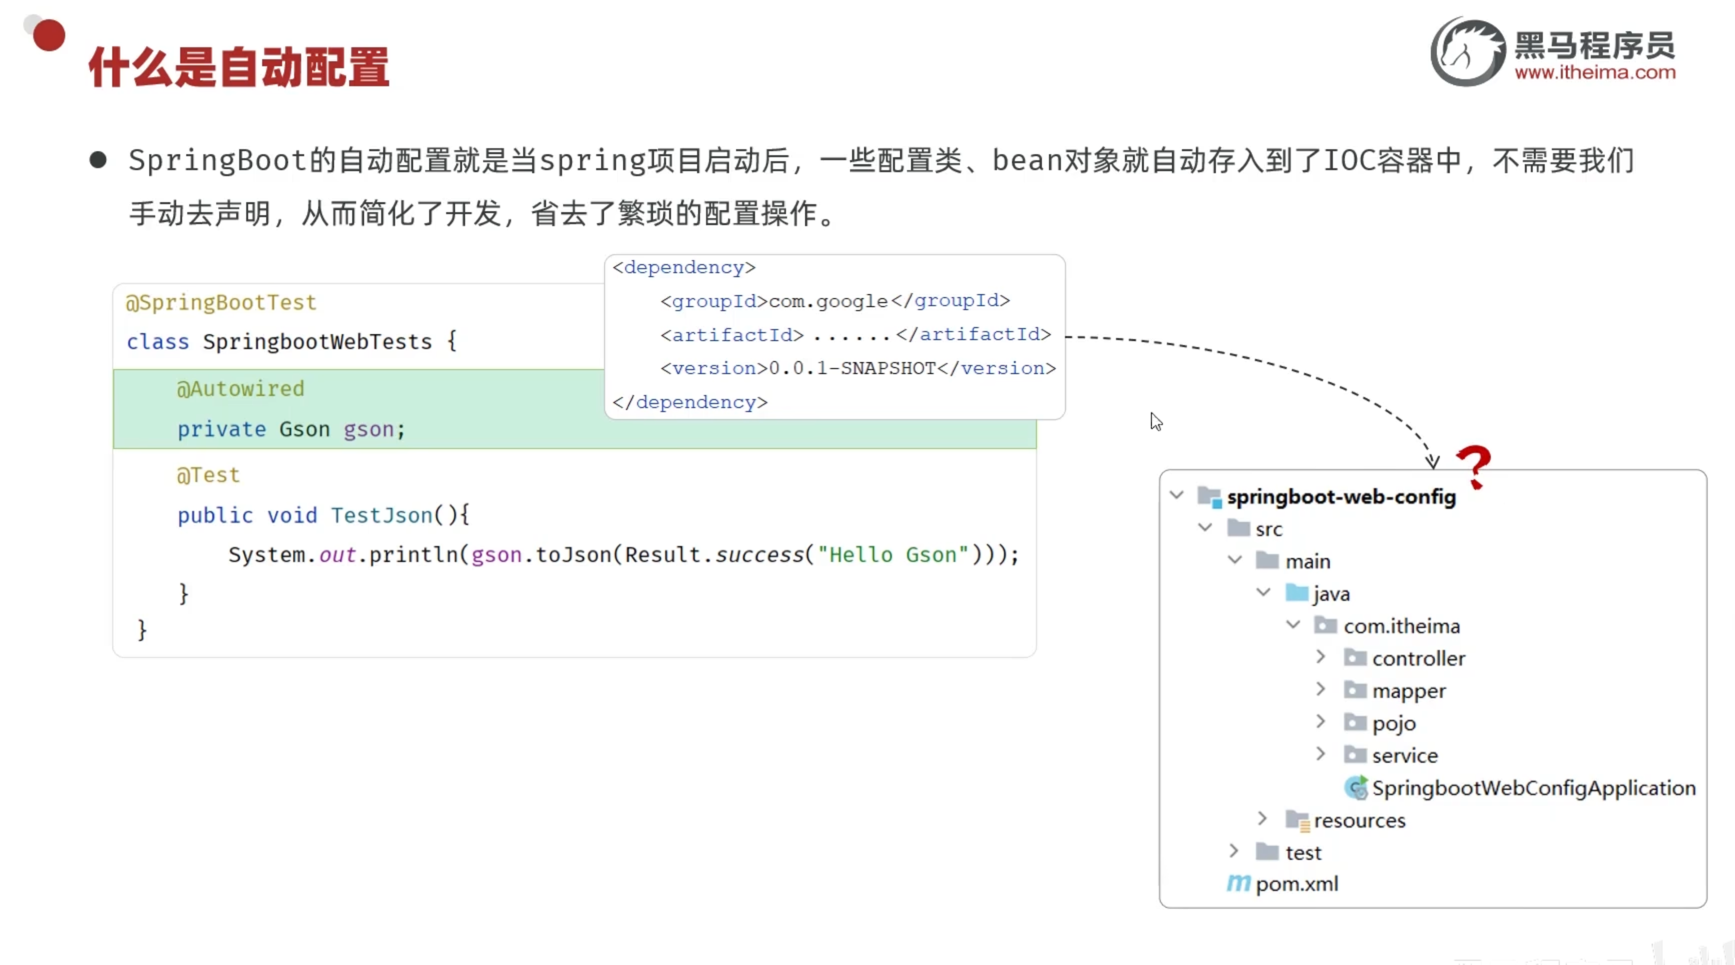 什么是自动配置
黑马程序员
www.itheima.com
SpringBoot的自动配置就是当spring项目启动后，一些配置类、bean对象就自动存入到了IOC容器中，不需要我们
手动去声明，从而简化了开发，省去了繁琐的配置操作。
@SpringBootTest
class SpringbootWebTests {
@Autowired
private Gson gson;
@Test
public void TestJson(){
System.out.println(gson.toJson(Result.success("Hello Gson")));
}
}
<dependency>
<groupId>com.google</groupId>
<artifactId>.......</artifactId>
<version>0.0.1-SNAPSHOT</version>
</dependency>
?
springboot-web-config
src
main
java
com.itheima
controller
mapper
pojo
service
SpringbootWebConfigApplication
resources
test
pom.xml